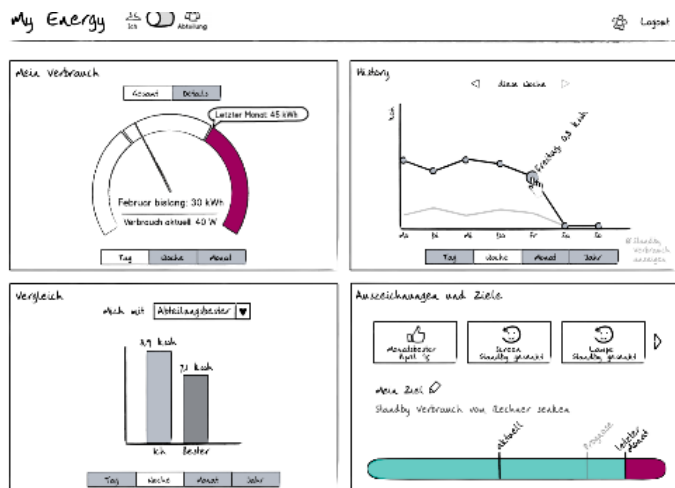 My Energy
Ich
Abteilung
Logout
Mein Verbrauch
Gesamt
Details
Letzter Monat: 45 kWh
Februar bislang: 30 kWh
Verbrauch aktuell: 40 W
Tag
Woche
Monat
History
diese Woche
kWh
Freitag: 0,8 kWh
Mo
Di
Mi
Do
Fr
Sa
So
Standby
Verbrauch
anzeigen
Tag
Woche
Monat
Jahr
Vergleich
Mich mit
Abteilungsbester
kWh
kWh
Ich
Bester
Tag
Woche
Monat
Jahr
Auszeichnungen und Ziele
Monatsbester
April
Screen
Standby gesenkt
Lampe
Standby gesenkt
Mein Ziel
Standby Verbrauch von Rechner senken
aktuell
Prognose
letzter
Monat